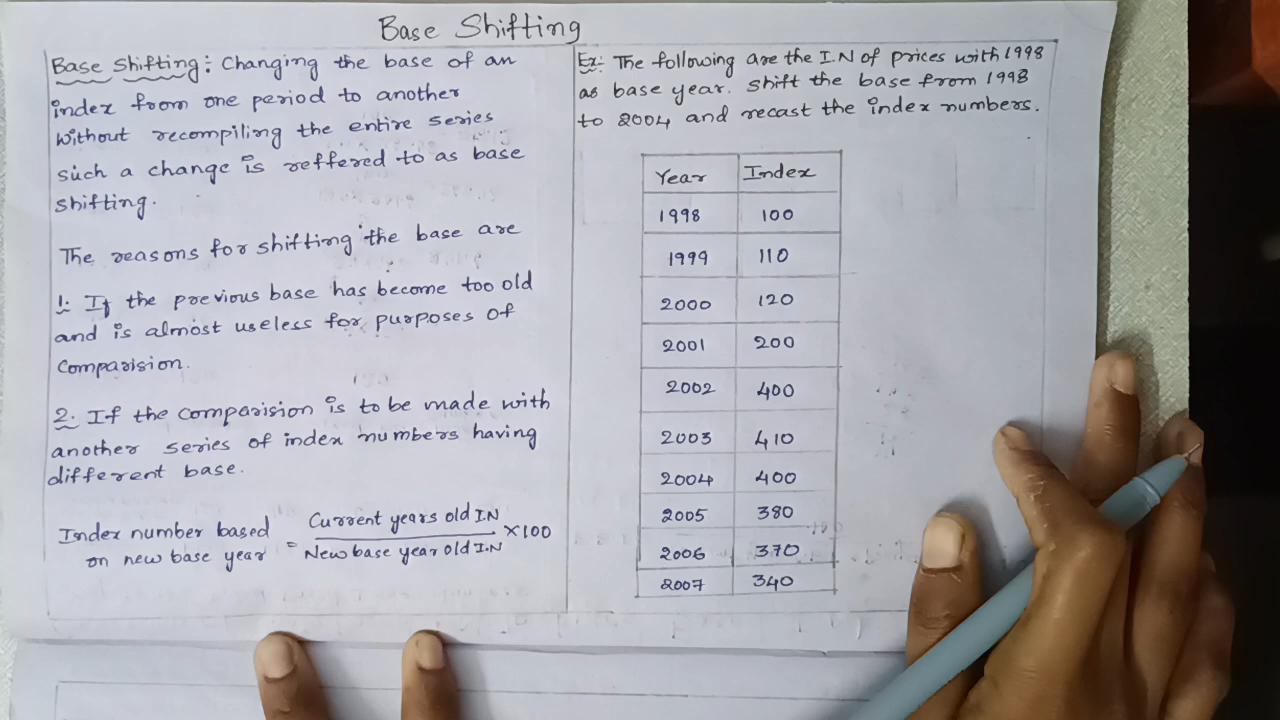 Base Shifting
Base Shifting: Changing the base of an
index from one period to another
without recompiling the entire series
such a change is reffered to as base
shifting.
The reasons for shifting the base are
1. If the previous base has become too old
and is almost useless for purposes of
comparision.
2. If the comparision is to be made with
another series of index numbers having
different base.
Index number based on new base year = Current years old IN / New base year old I.N × 100
Ex: The following are the I.N of prices with 1998
as base year. shift the base from 1998
to 2004 and recast the index numbers.
Year Index
1998 100
1999 110
2000 120
2001 200
2002 400
2003 410
2004 400
2005 380
2006 370
2007 340